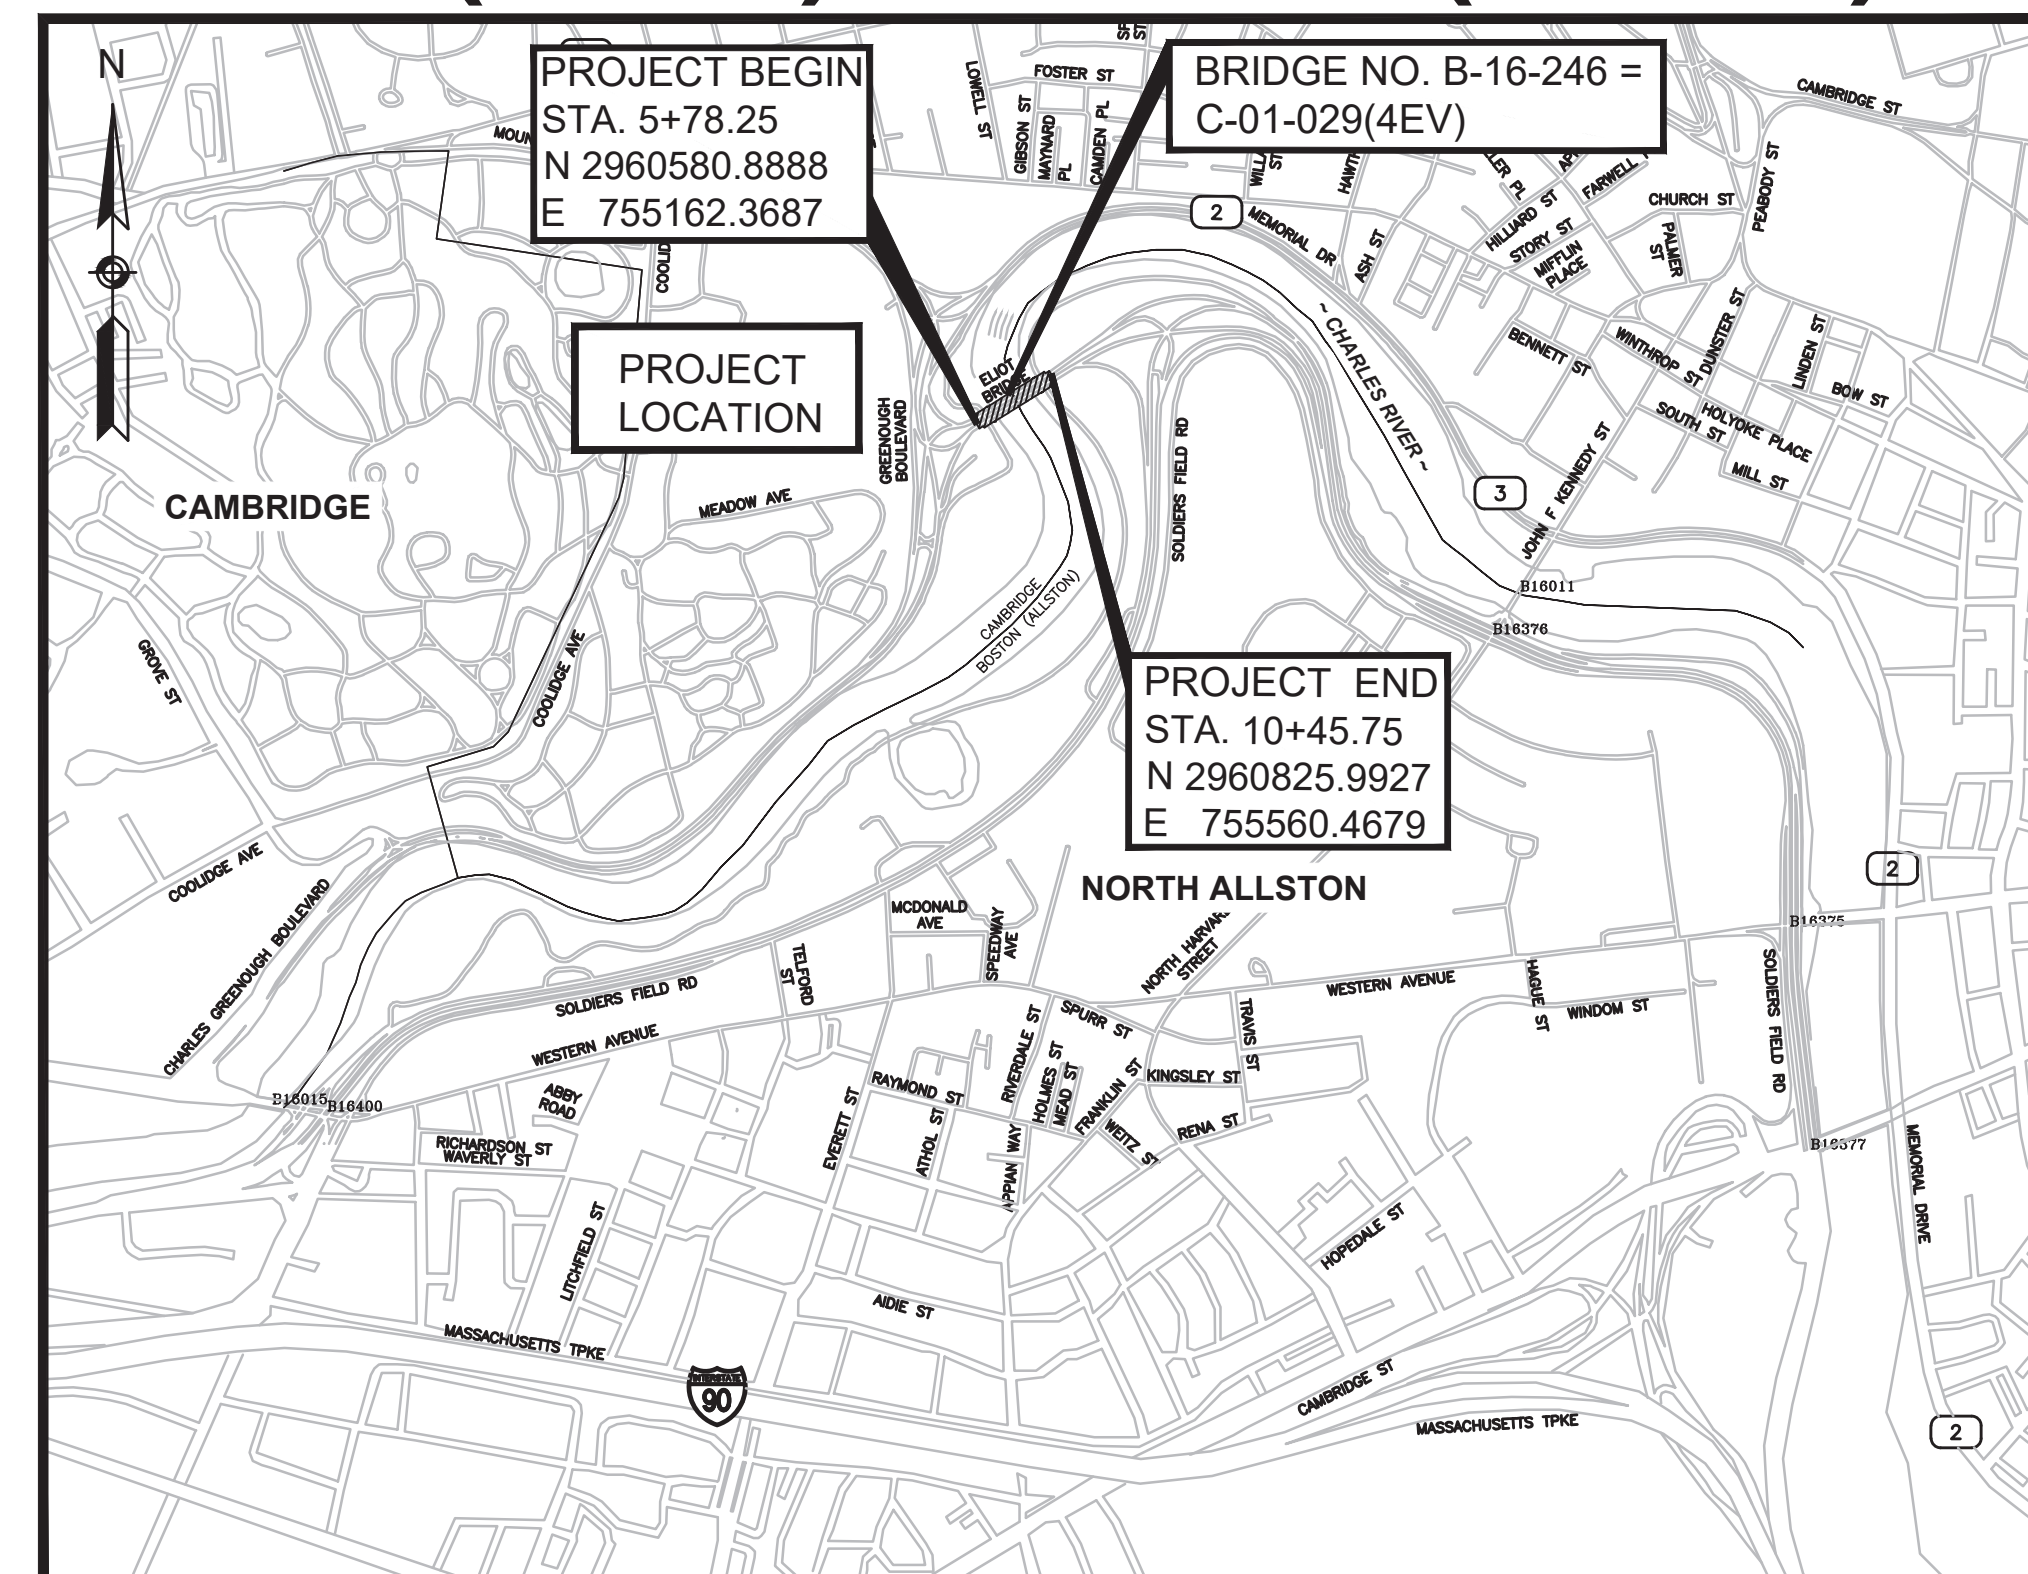 N
PROJECT BEGIN
STA. 5+78.25
N 2960580.8888
E 755162.3687
BRIDGE NO. B-16-246 =
C-01-029(4EV)
LOWELL ST
FOSTER ST
GIBSON ST
MAYNARD
PL
CAMDEN PL
CAMBRIDGE ST
PEABODY ST
CHURCH ST
PALMER
ST
HILLIARD ST
STORY ST
MIFFLIN
PLACE
2
MEMORIAL DR
ASH ST
PROJECT
LOCATION
ELIOT
BRIDGE
GREENOUGH
BOULEVARD
~ CHARLES RIVER ~
SOLDIERS FIELD RD
BENNETT ST
WINTHROP ST
DUNSTER ST
LINDEN ST
BOW ST
SOUTH ST
HOLYOKE PLACE
MILL ST
JOHN F KENNEDY ST
3
CAMBRIDGE
MEADOW AVE
B16011
B16376
CAMBRIDGE
BOSTON (ALLSTON)
GROVE ST
COOLIDGE AVE
PROJECT END
STA. 10+45.75
N 2960825.9927
E 755560.4679
COOLIDGE AVE
CHARLES GREENOUGH BOULEVARD
NORTH ALLSTON
2
B16375
MCDONALD
AVE
SPEEDWAY
AVE
STREET
TELFORD
ST
SOLDIERS FIELD RD
WESTERN AVENUE
WESTERN AVENUE
HAGUE ST
WINDOM ST
SOLDIERS FIELD RD
SPURR ST
TRAVIS ST
RIVERDALE ST
HOLMES ST
MEAD ST
FRANKLIN ST
KINGSLEY ST
RAYMOND ST
ABBY
ROAD
B16015
B16400
EVERETT ST
ATHOL ST
APPIAN WAY
WEITZ ST
RENA ST
B16377
MEMORIAL DRIVE
RICHARDSON ST
WAVERLY ST
LITCHFIELD ST
HOPEDALE ST
AIDIE ST
MASSACHUSETTS TPKE
INTERSTATE
90
CAMBRIDGE ST
MASSACHUSETTS TPKE
2